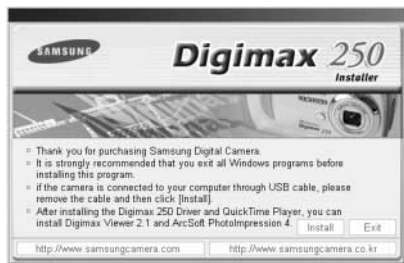 SAMSUNG
Digimax 250
Installer
Thank you for purchasing Samsung Digital Camera.
It is strongly recommended that you exit all Windows programs before
installing this program.
if the camera is connected to your computer through USB cable, please
remove the cable and then click [Install].
After installing the Digimax 250 Driver and QuickTime Player, you can
install Digimax Viewer 2.1 and ArcSoft PhotoImpression 4.
Install Exit
http://www.samsungcamera.com http://www.samsungcamera.co.kr